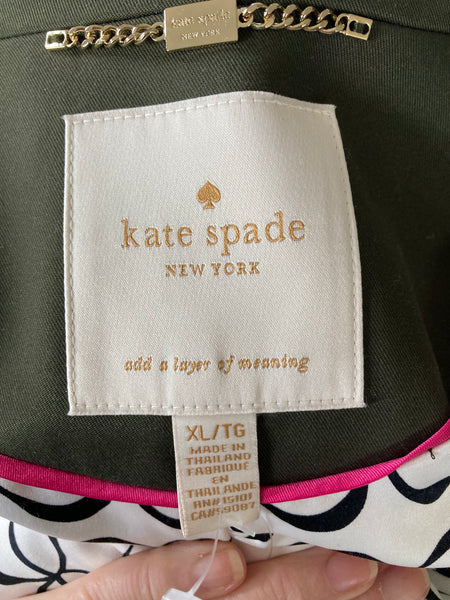 kate spade
NEW YORK
kate spade
NEW YORK
add a layer of meaning
XL/TG
MADE IN
THAILAND
FABRIQUÉ
EN
THAÏLANDE
RN#15101
CA#59087